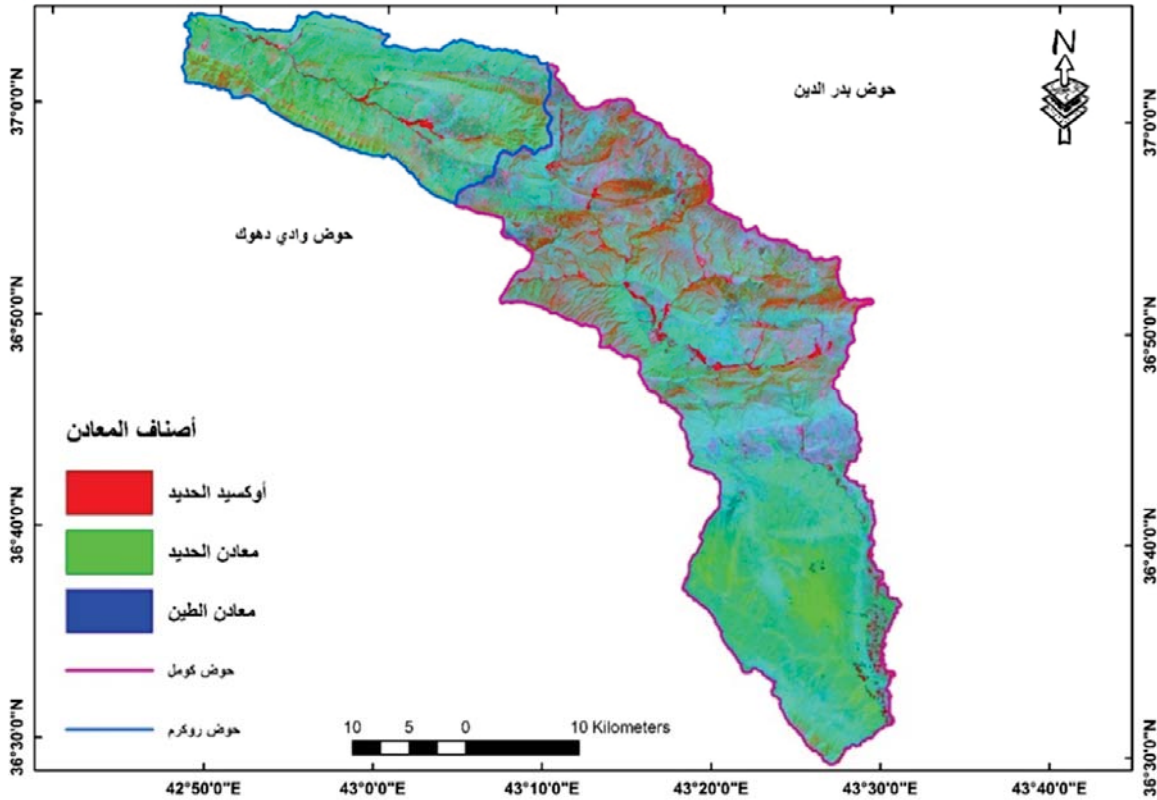 N
حوض بدر الدين
حوض وادي دهوك
37°0'0"N
36°50'0"N
36°40'0"N
36°30'0"N
37°0'0"N
36°50'0"N
36°40'0"N
36°30'0"N
أصناف المعادن
أوكسيد الحديد
معادن الحديد
معادن الطين
حوض كومل
حوض روكرم
10 5 0 10 Kilometers
42°50'0"E 43°0'0"E 43°10'0"E 43°20'0"E 43°30'0"E 43°40'0"E